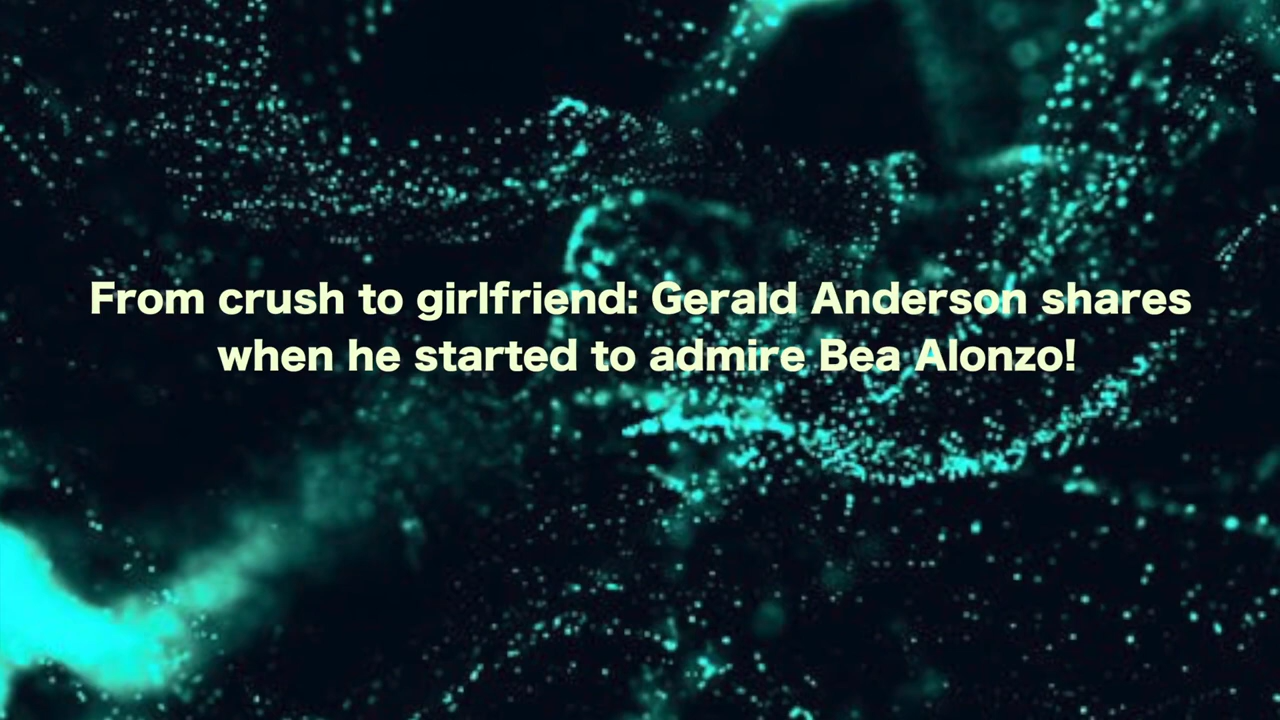 From crush to girlfriend: Gerald Anderson shares
when he started to admire Bea Alonzo!